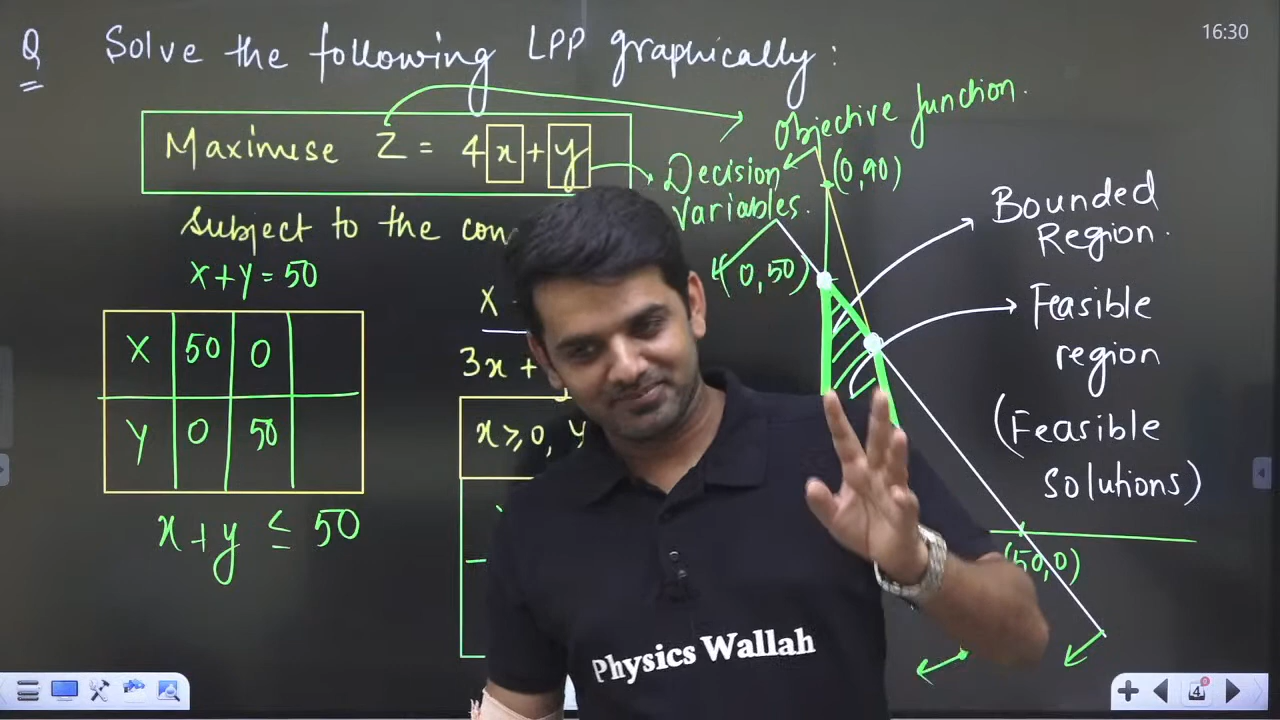 Q Solve the following LPP graphically:
Maximise Z = 4x+y
Objective function.
Decision
variables.
subject to the con
x+y=50
X 50 0
Y 0 50
x+y ≤ 50
X
3x +
x≥0, y
(0,90)
(0,50)
(50,0)
Bounded
Region.
Feasible
region
(Feasible
solutions)
Physics Wallah
16:30
4